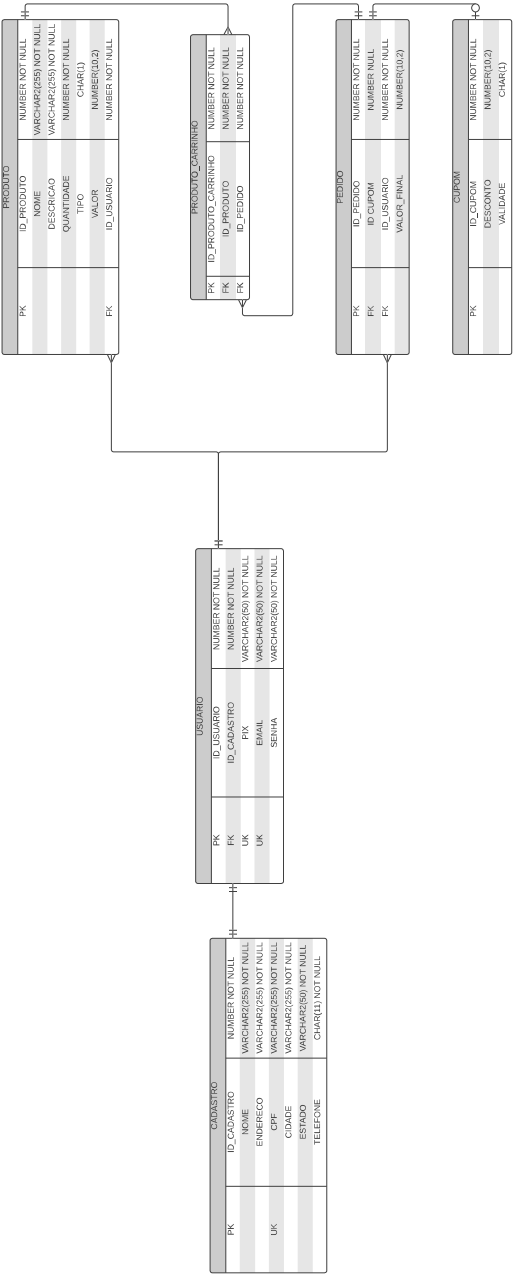 PRODUTO
PK ID_PRODUTO NUMBER NOT NULL
NOME VARCHAR2(255) NOT NULL
DESCRICAO VARCHAR2(255) NOT NULL
QUANTIDADE NUMBER NOT NULL
TIPO CHAR(1)
VALOR NUMBER(10,2)
FK ID_USUARIO NUMBER NOT NULL
PRODUTO_CARRINHO
PK ID_PRODUTO_CARRINHO NUMBER NOT NULL
FK ID_PRODUTO NUMBER NOT NULL
FK ID_PEDIDO NUMBER NOT NULL
PEDIDO
PK ID_PEDIDO NUMBER NOT NULL
FK ID CUPOM NUMBER NULL
FK ID_USUARIO NUMBER NOT NULL
VALOR_FINAL NUMBER(10,2)
CUPOM
PK ID_CUPOM NUMBER NOT NULL
DESCONTO NUMBER(10,2)
VALIDADE CHAR(1)
USUARIO
PK ID_USUARIO NUMBER NOT NULL
FK ID_CADASTRO NUMBER NOT NULL
UK PIX VARCHAR2(50) NOT NULL
UK EMAIL VARCHAR2(50) NOT NULL
SENHA VARCHAR2(50) NOT NULL
CADASTRO
PK ID_CADASTRO NUMBER NOT NULL
NOME VARCHAR2(255) NOT NULL
ENDERECO VARCHAR2(255) NOT NULL
UK CPF VARCHAR2(255) NOT NULL
CIDADE VARCHAR2(255) NOT NULL
ESTADO VARCHAR2(50) NOT NULL
TELEFONE CHAR(11) NOT NULL